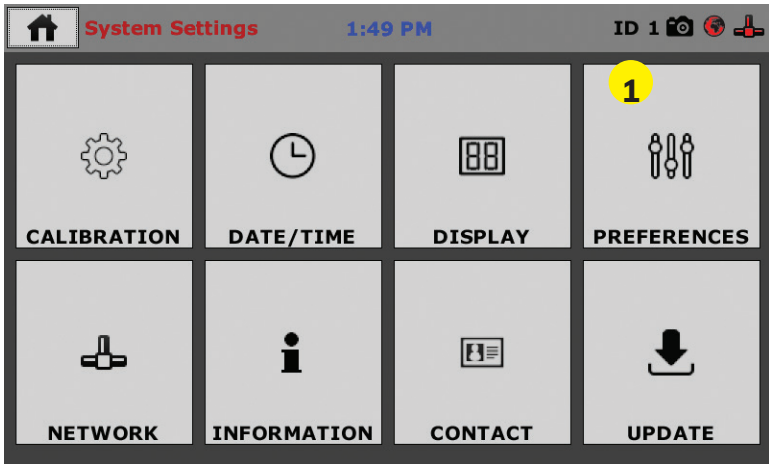 System Settings 1:49 PM ID 1
1
CALIBRATION DATE/TIME DISPLAY PREFERENCES
NETWORK INFORMATION CONTACT UPDATE